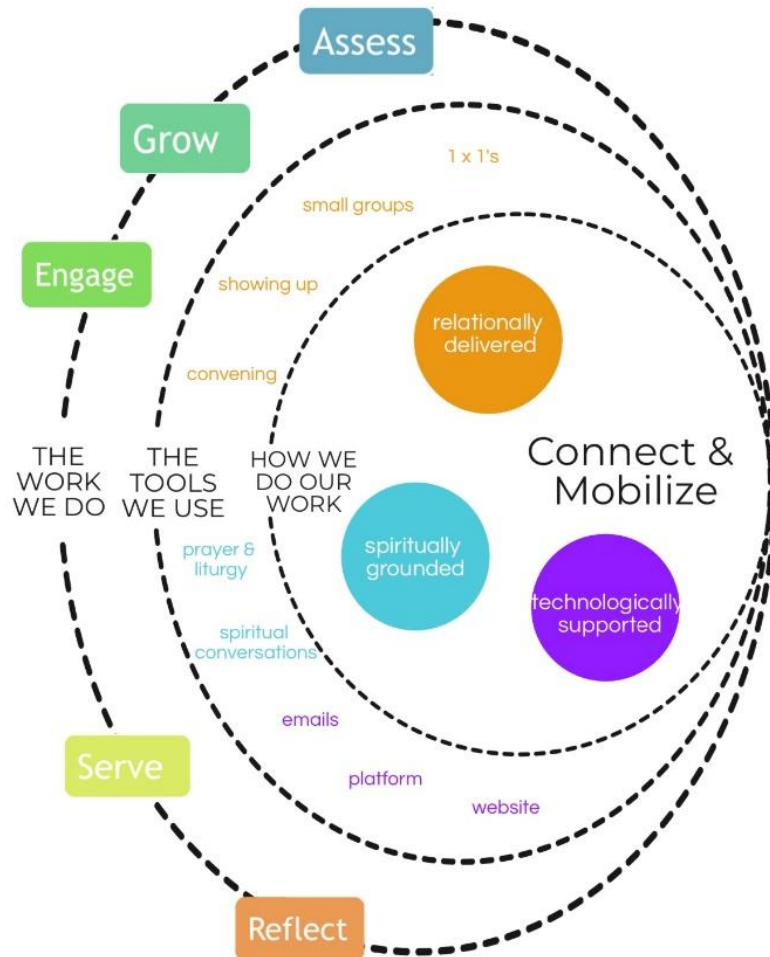 Assess
Grow
1 x 1's
small groups
Engage
showing up
relationally
delivered
convening
THE
WORK
WE DO
THE
TOOLS
WE USE
HOW WE
DO OUR
WORK
Connect &
Mobilize
prayer &
liturgy
spiritually
grounded
technologically
supported
spiritual
conversations
emails
Serve
platform
website
Reflect